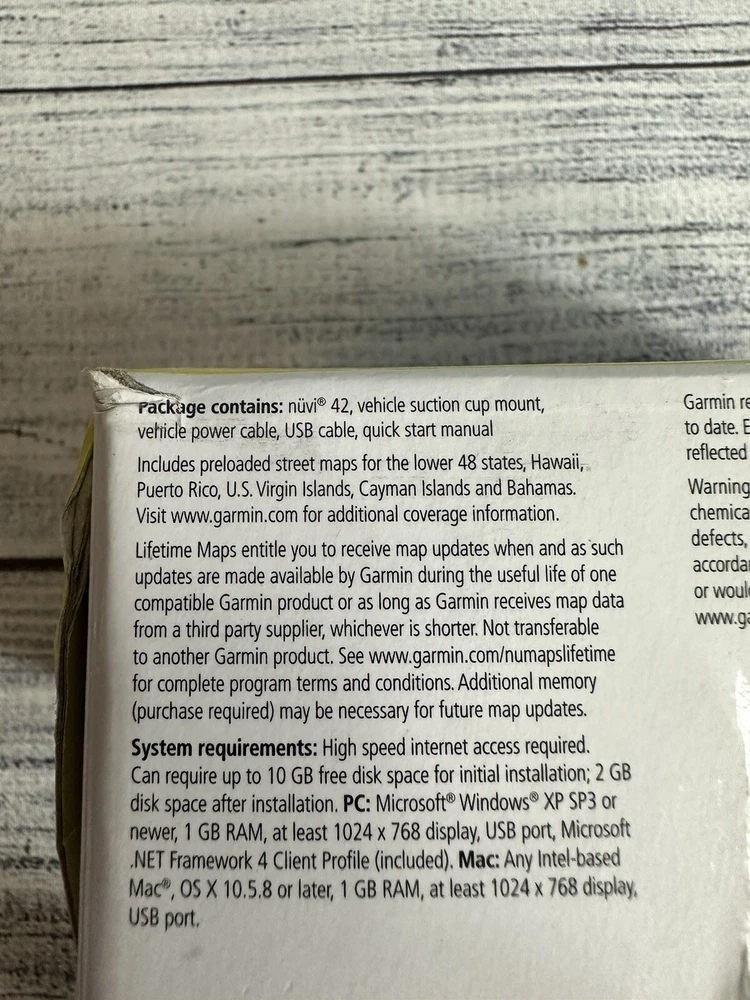 Package contains: nüvi® 42, vehicle suction cup mount,
vehicle power cable, USB cable, quick start manual
Includes preloaded street maps for the lower 48 states, Hawaii,
Puerto Rico, U.S. Virgin Islands, Cayman Islands and Bahamas.
Visit www.garmin.com for additional coverage information.
Lifetime Maps entitle you to receive map updates when and as such
updates are made available by Garmin during the useful life of one
compatible Garmin product or as long as Garmin receives map data
from a third party supplier, whichever is shorter. Not transferable
to another Garmin product. See www.garmin.com/numapslifetime
for complete program terms and conditions. Additional memory
(purchase required) may be necessary for future map updates.
System requirements: High speed internet access required.
Can require up to 10 GB free disk space for initial installation; 2 GB
disk space after installation. PC: Microsoft® Windows® XP SP3 or
newer, 1 GB RAM, at least 1024 x 768 display, USB port, Microsoft
.NET Framework 4 Client Profile (included). Mac: Any Intel-based
Mac®, OS X 10.5.8 or later, 1 GB RAM, at least 1024 x 768 display,
USB port.
Garmin
to date.
reflected
Warning
defects,
or